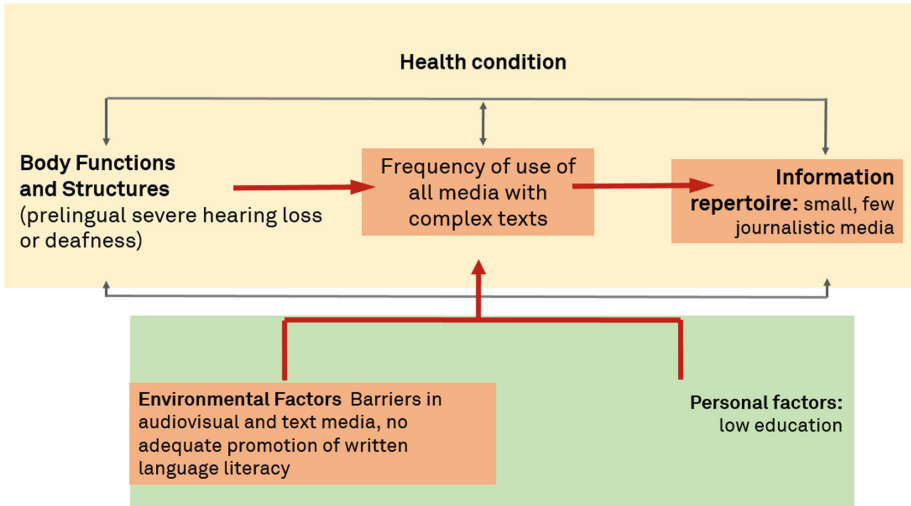 Health condition
Body Functions
and Structures
(prelingual severe hearing loss
or deafness)
Frequency of use of
all media with
complex texts
Information
repertoire: small, few
journalistic media
Environmental Factors Barriers in
audiovisual and text media, no
adequate promotion of written
language literacy
Personal factors:
low education